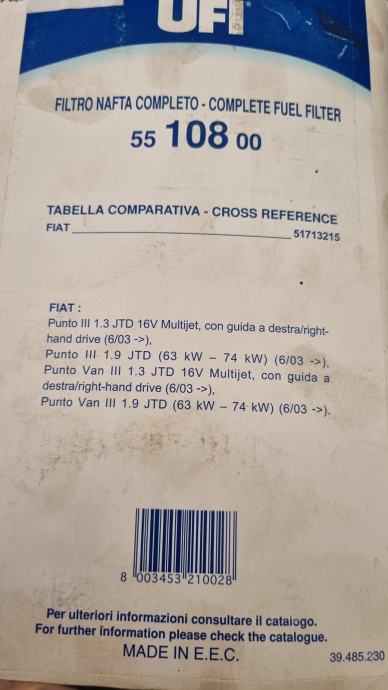 UFI
FILTRO NAFTA COMPLETO - COMPLETE FUEL FILTER
55 108 00
TABELLA COMPARATIVA - CROSS REFERENCE
FIAT 51713215
FIAT :
Punto III 1.3 JTD 16V Multijet, con guida a destra/right-
hand drive (6/03 ->),
Punto III 1.9 JTD (63 kW – 74 kW) (6/03 ->),
Punto Van III 1.3 JTD 16V Multijet, con guida a
destra/right-hand drive (6/03 ->),
Punto Van III 1.9 JTD (63 kW – 74 kW) (6/03 ->).
8 003453 210028
Per ulteriori informazioni consultare il catalogo.
For further information please check the catalogue.
MADE IN E.E.C.
39.485.230